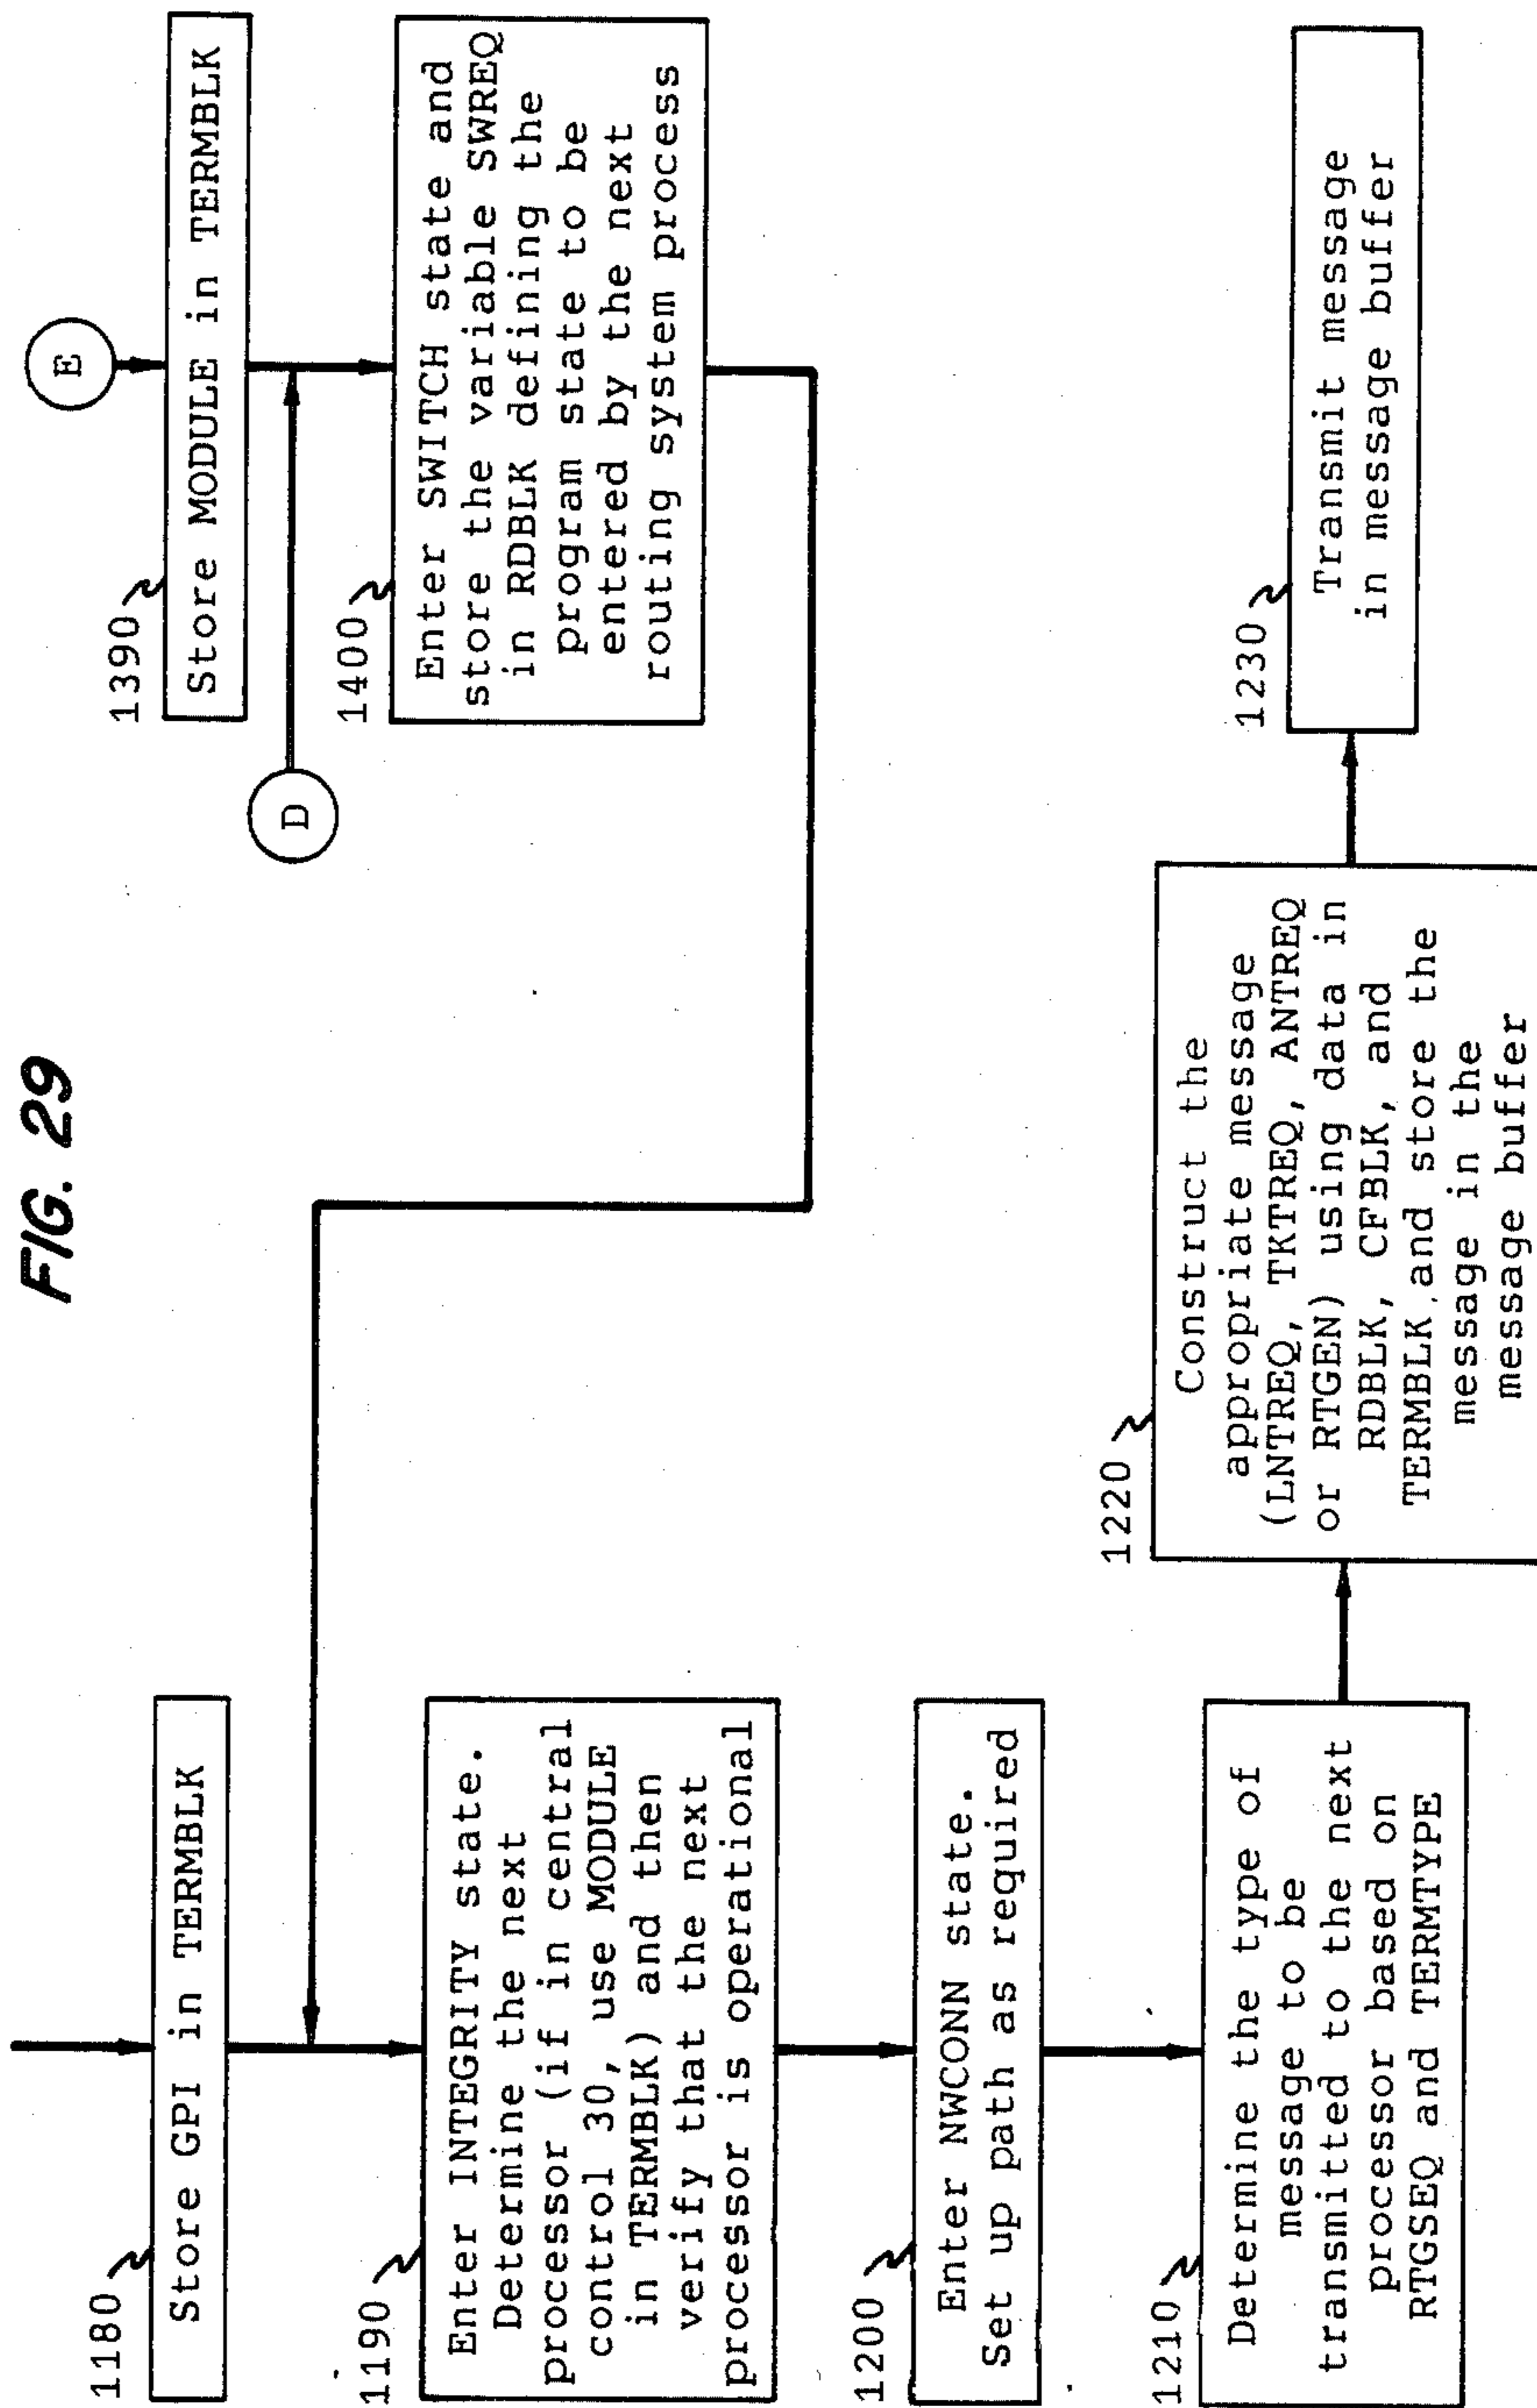 FIG. 29
1180
Store GPI in TERMBLK
1190
Enter INTEGRITY state.
Determine the next
processor (if in central
control 30, use MODULE
in TERMBLK) and then
verify that the next
processor is operational
1200
Enter NWCONN state.
Set up path as required
1210
Determine the type of
message to be
transmitted to the next
processor based on
RTGSEQ and TERMTYPE
1220
Construct the
appropriate message
(LNTREQ, TKTREQ, ANTREQ
or RTGEN) using data in
RDBLK, CFBLK, and
TERMBLK and store the
message in the
message buffer
1230
Transmit message
in message buffer
E
1390
Store MODULE in TERMBLK
D
1400
Enter SWITCH state and
store the variable SWREQ
in RDBLK defining the
program state to be
entered by the next
routing system process